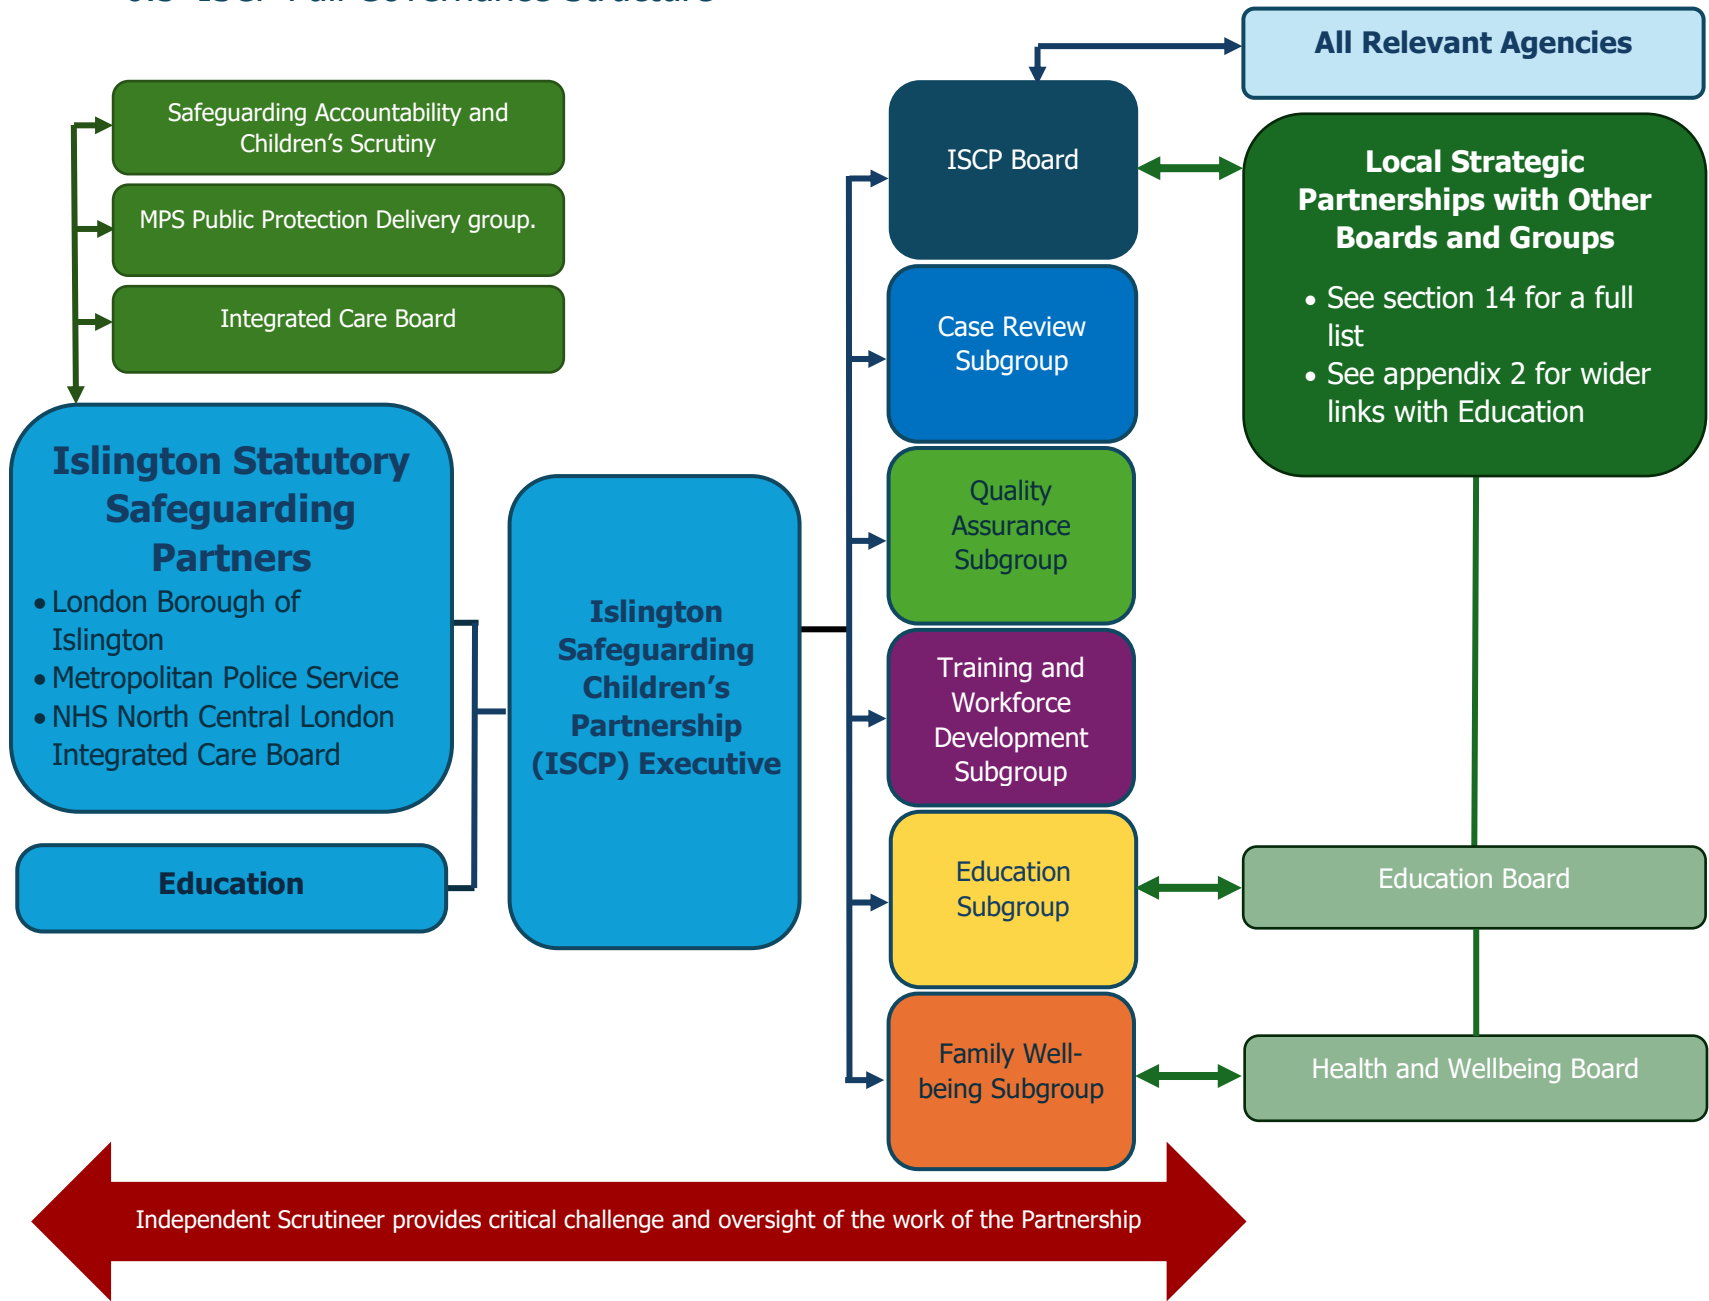 ISCP Full Governance Structure
All Relevant Agencies
Safeguarding Accountability and
Children’s Scrutiny
MPS Public Protection Delivery group.
Integrated Care Board
Islington Statutory
Safeguarding
Partners
• London Borough of
Islington
• Metropolitan Police Service
• NHS North Central London
Integrated Care Board
Education
Islington
Safeguarding
Children’s
Partnership
(ISCP) Executive
ISCP Board
Case Review
Subgroup
Quality
Assurance
Subgroup
Training and
Workforce
Development
Subgroup
Education
Subgroup
Family Well-
being Subgroup
Local Strategic
Partnerships with Other
Boards and Groups
• See section 14 for a full
list
• See appendix 2 for wider
links with Education
Education Board
Health and Wellbeing Board
Independent Scrutineer provides critical challenge and oversight of the work of the Partnership